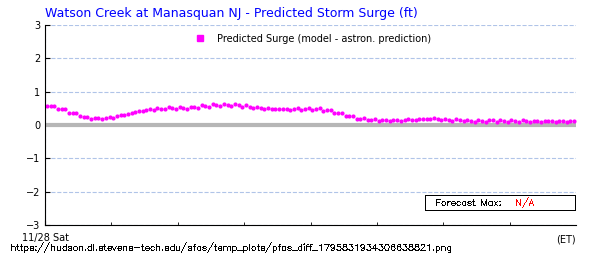 Watson Creek at Manasquan NJ - Predicted Storm Surge (ft)
3
Predicted Surge (model - astron. prediction)
2
1
0
−1
−2
Forecast Max: N/A
−3
11/28 Sat
(ET)
https://hudson.dl.stevens-tech.edu/sfas/temp_plots/pfos_diff_1795831934306638821.png